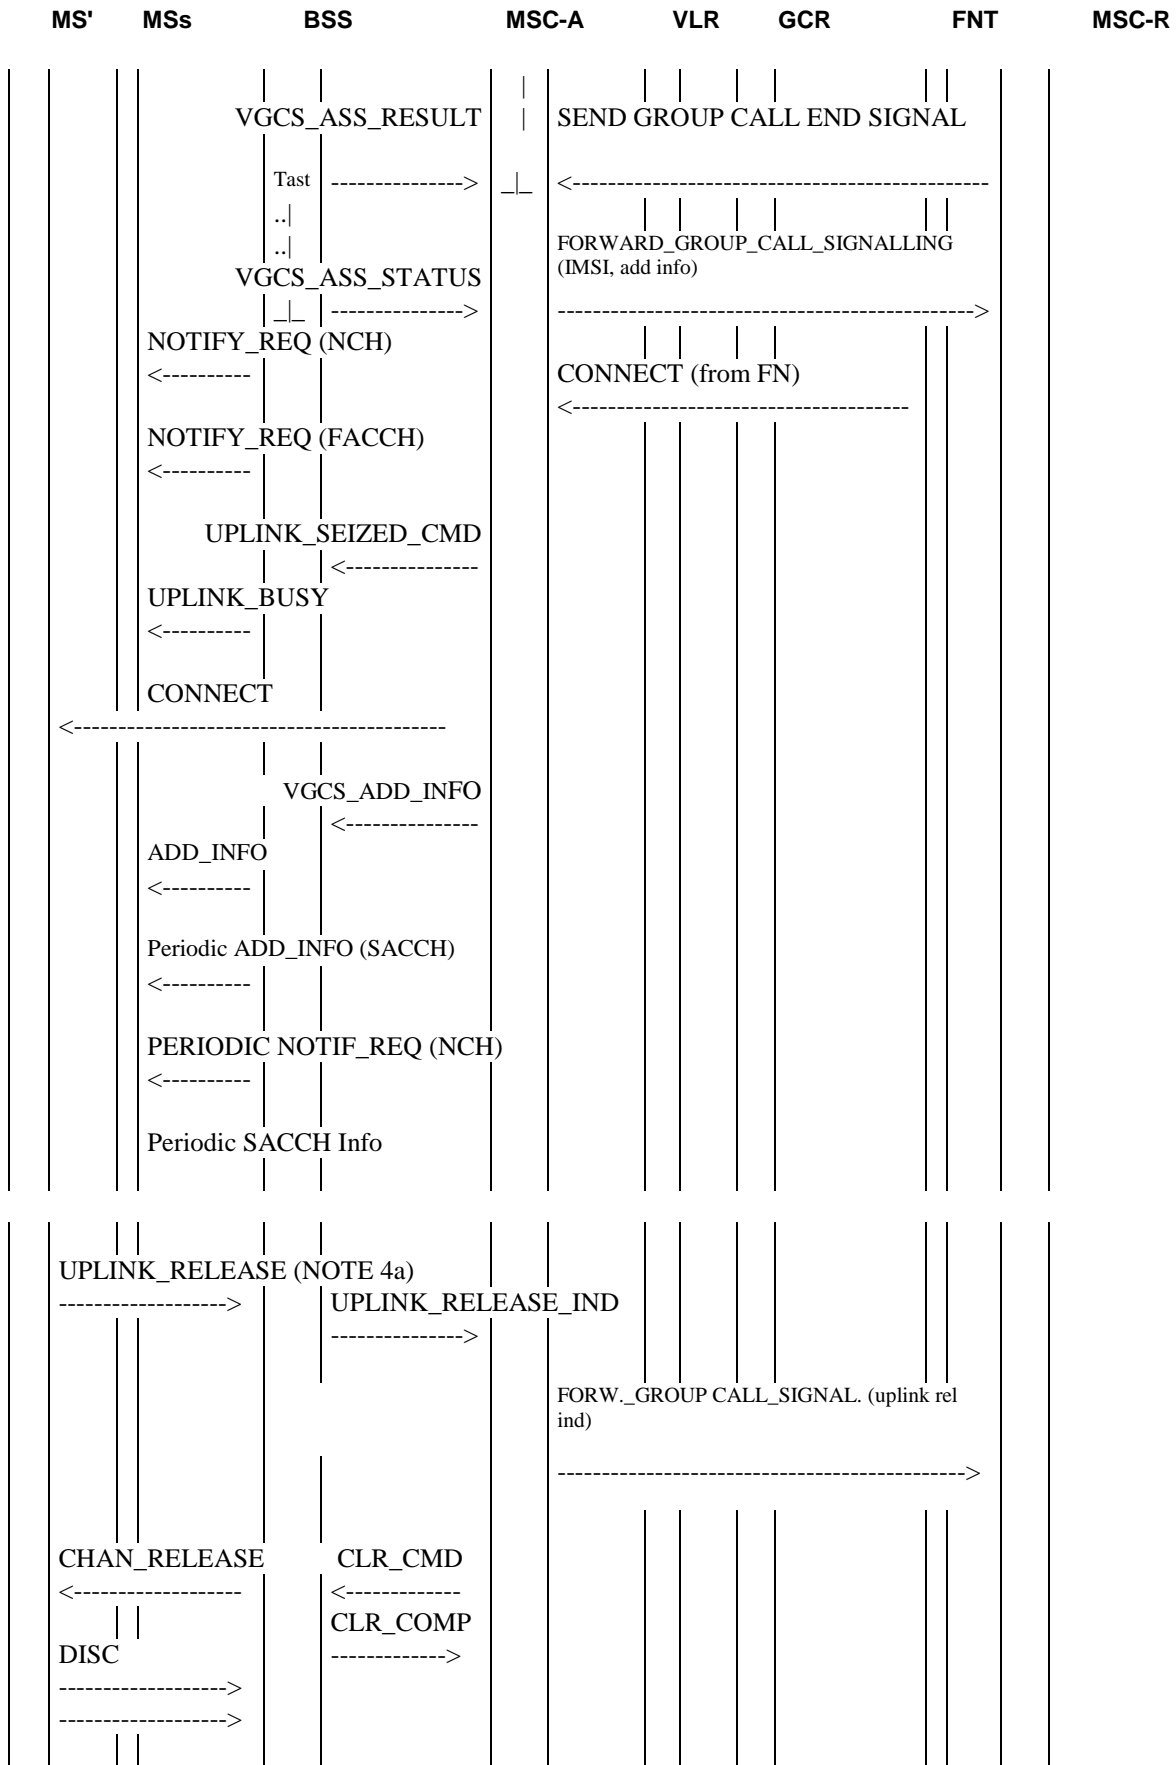 MS' MSs BSS MSC-A VLR GCR FNT MSC-R
VGCS_ASS_RESULT | SEND GROUP CALL END SIGNAL
Tast ---------------> _|_ <-----------------------------------------------
..|
..| FORWARD_GROUP_CALL_SIGNALLING
(IMSI, add info)
VGCS_ASS_STATUS
_|_ ---------------> ----------------------------------------------->
NOTIFY_REQ (NCH)
<---------- CONNECT (from FN)
<--------------------------------------
NOTIFY_REQ (FACCH)
<----------
UPLINK_SEIZED_CMD
<---------------
UPLINK_BUSY
<----------
CONNECT
<------------------------------------------
VGCS_ADD_INFO
<---------------
ADD_INFO
<----------
Periodic ADD_INFO (SACCH)
<----------
PERIODIC NOTIF_REQ (NCH)
<----------
Periodic SACCH Info
UPLINK_RELEASE (NOTE 4a)
-------------------> UPLINK_RELEASE_IND
--------------->
FORW._GROUP CALL_SIGNAL. (uplink rel
ind)
---------------------------------------------->
CHAN_RELEASE CLR_CMD
<------------------- <-------------
CLR_COMP
DISC ------------->
------------------->
------------------->